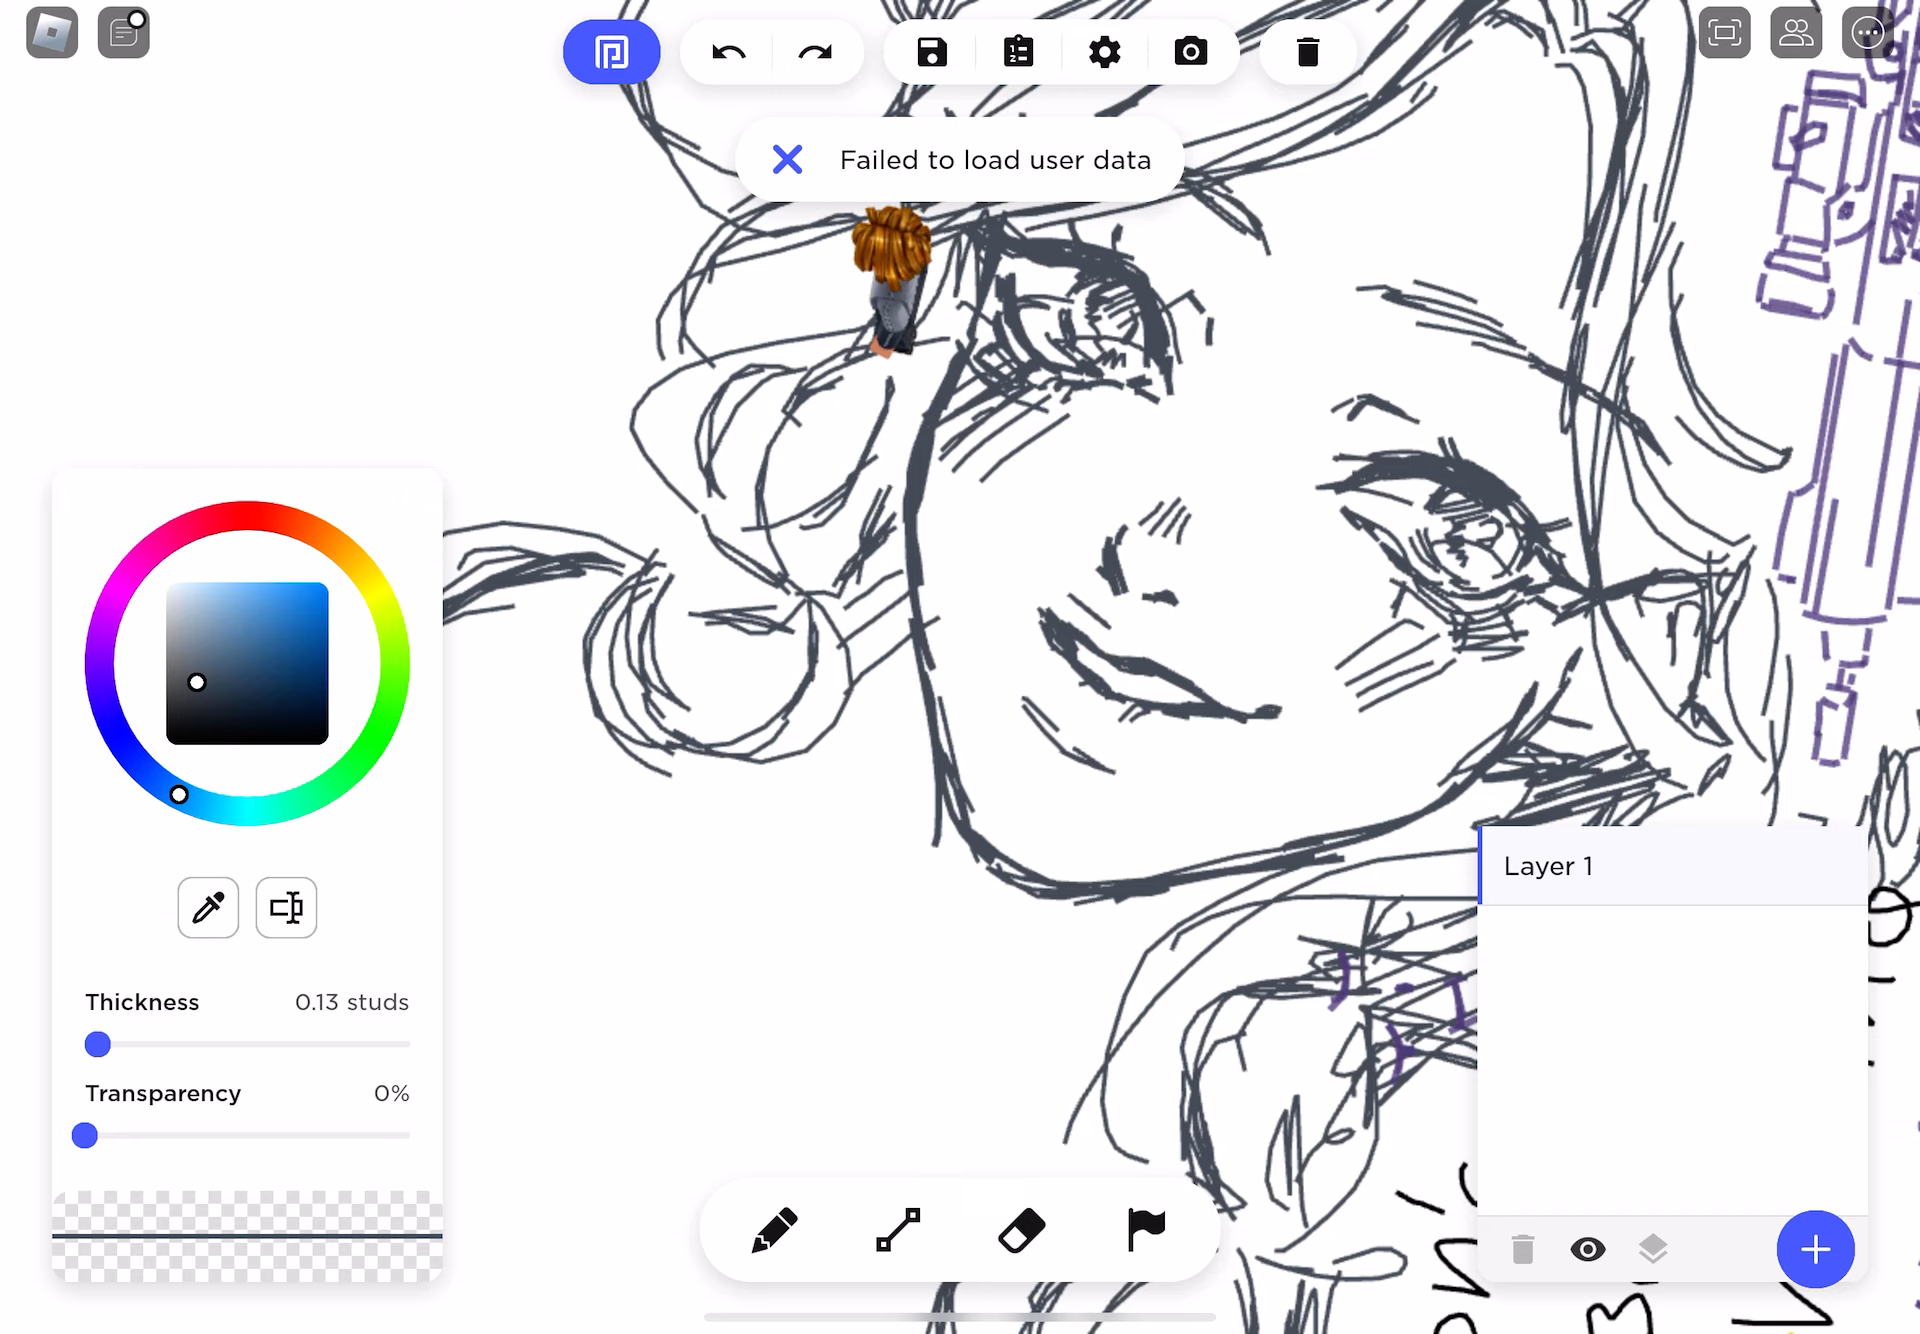 Failed to load user data
Thickness 0.13 studs
Transparency 0%
Layer 1